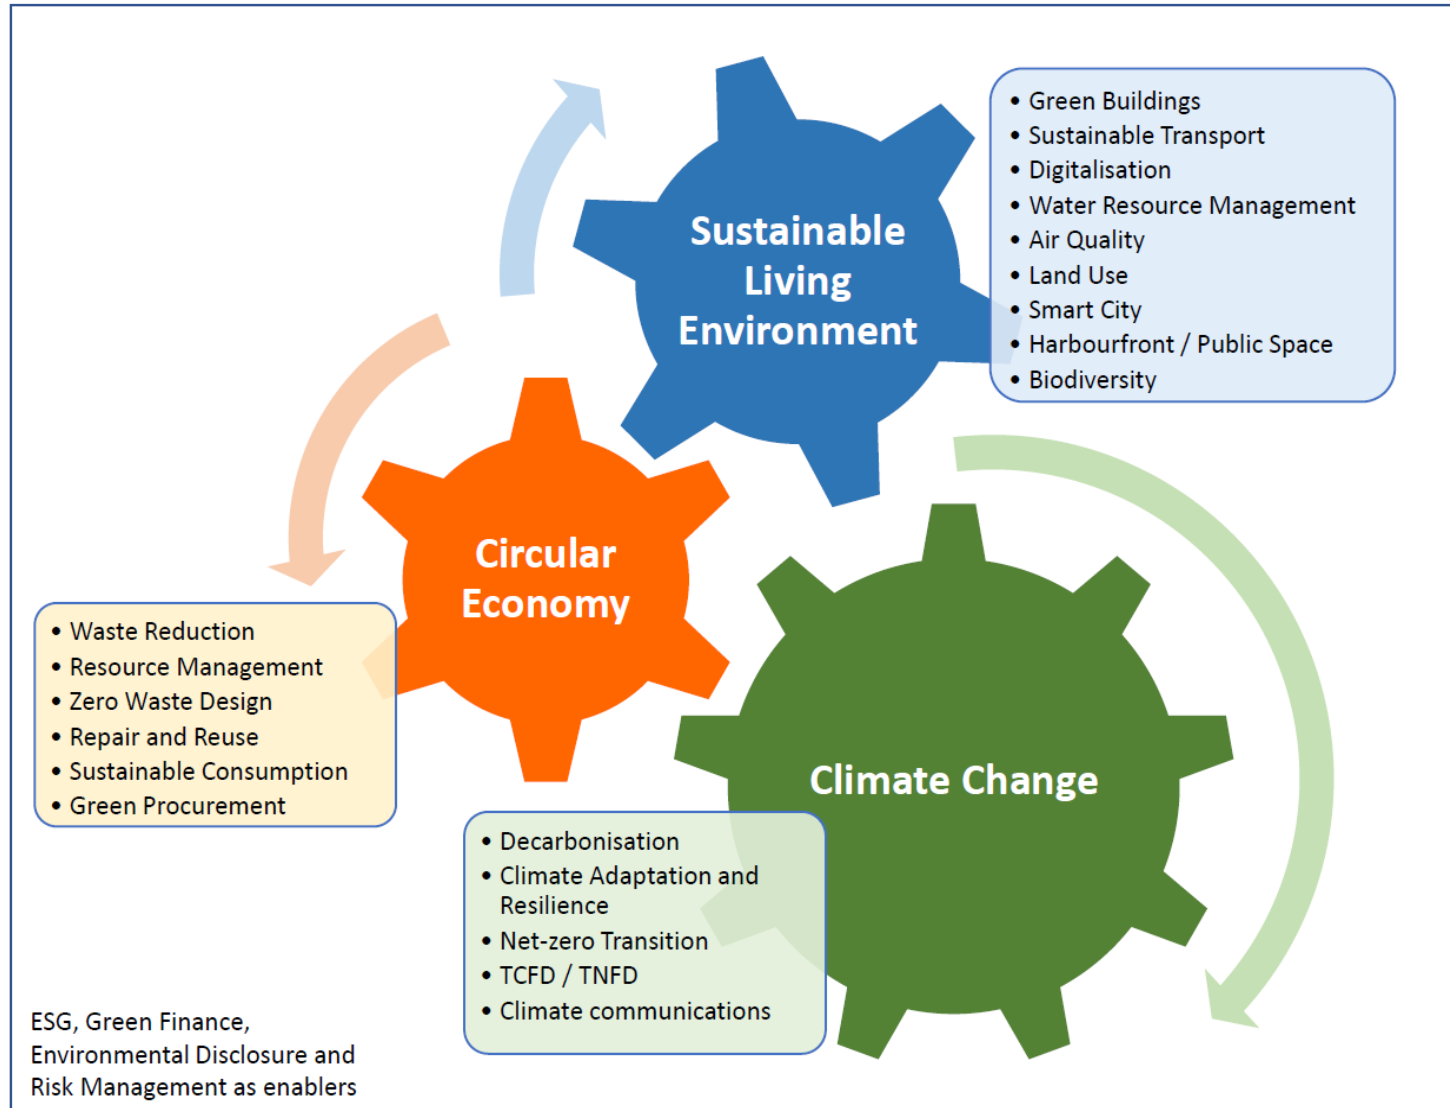 Sustainable
Living
Environment
• Green Buildings
• Sustainable Transport
• Digitalisation
• Water Resource Management
• Air Quality
• Land Use
• Smart City
• Harbourfront / Public Space
• Biodiversity
Circular
Economy
• Waste Reduction
• Resource Management
• Zero Waste Design
• Repair and Reuse
• Sustainable Consumption
• Green Procurement
Climate Change
• Decarbonisation
• Climate Adaptation and
Resilience
• Net-zero Transition
• TCFD / TNFD
• Climate communications
ESG, Green Finance,
Environmental Disclosure and
Risk Management as enablers